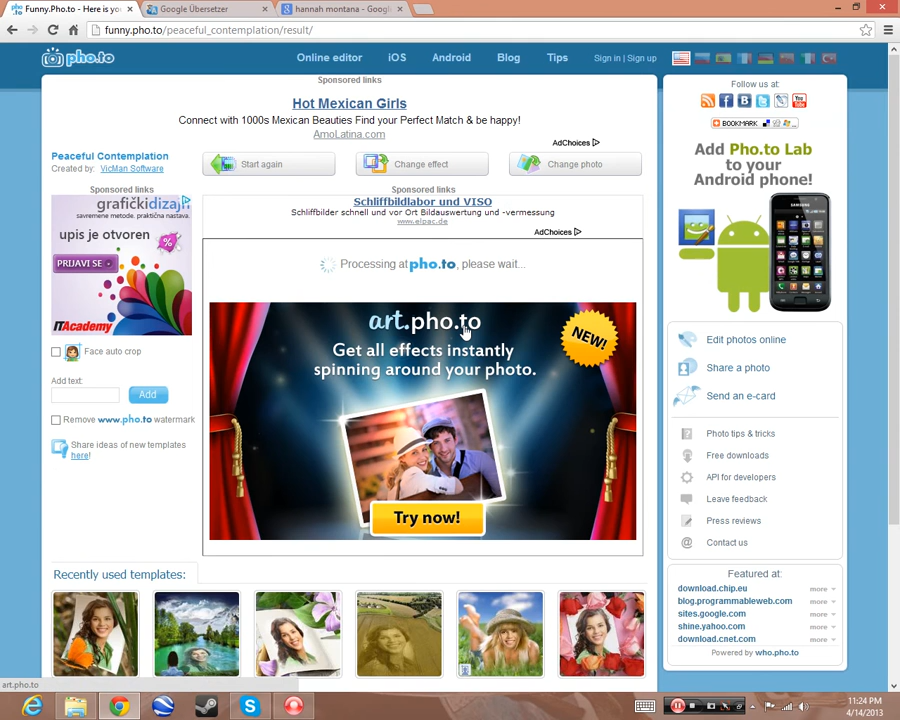 Funny.Pho.to - Here is yo
Google Übersetzer
hannah montana - Googl
funny.pho.to/peaceful_contemplation/result/
pho.to
Online editor
iOS
Android
Blog
Tips
Sign in | Sign up
Sponsored links
Hot Mexican Girls
Connect with 1000s Mexican Beauties Find your Perfect Match & be happy!
AmoLatina.com
AdChoices
Peaceful Contemplation
Created by: VicMan Software
Start again
Change effect
Change photo
Sponsored links
grafičkidizajn
savremene metode. praktična nastava.
upis je otvoren
%
PRIJAVI SE
ITAcademy
Sponsored links
Schliffbildlabor und VISO
Schliffbilder schnell und vor Ort Bildauswertung und -vermessung
www.elpac.de
AdChoices
Processing at pho.to, please wait...
art.pho.to
Get all effects instantly
spinning around your photo.
NEW!
Try now!
Face auto crop
Add text:
Add
Remove www.pho.to watermark
Share ideas of new templates
here!
Recently used templates:
Follow us at:
You
Tube
BOOKMARK
Add Pho.to Lab
to your
Android phone!
Edit photos online
Share a photo
Send an e-card
Photo tips & tricks
Free downloads
API for developers
Leave feedback
Press reviews
Contact us
Featured at:
download.chip.eu more
blog.programmableweb.com more
sites.google.com more
shine.yahoo.com more
download.cnet.com more
Powered by who.pho.to
art.pho.to
11:24 PM
4/14/2013